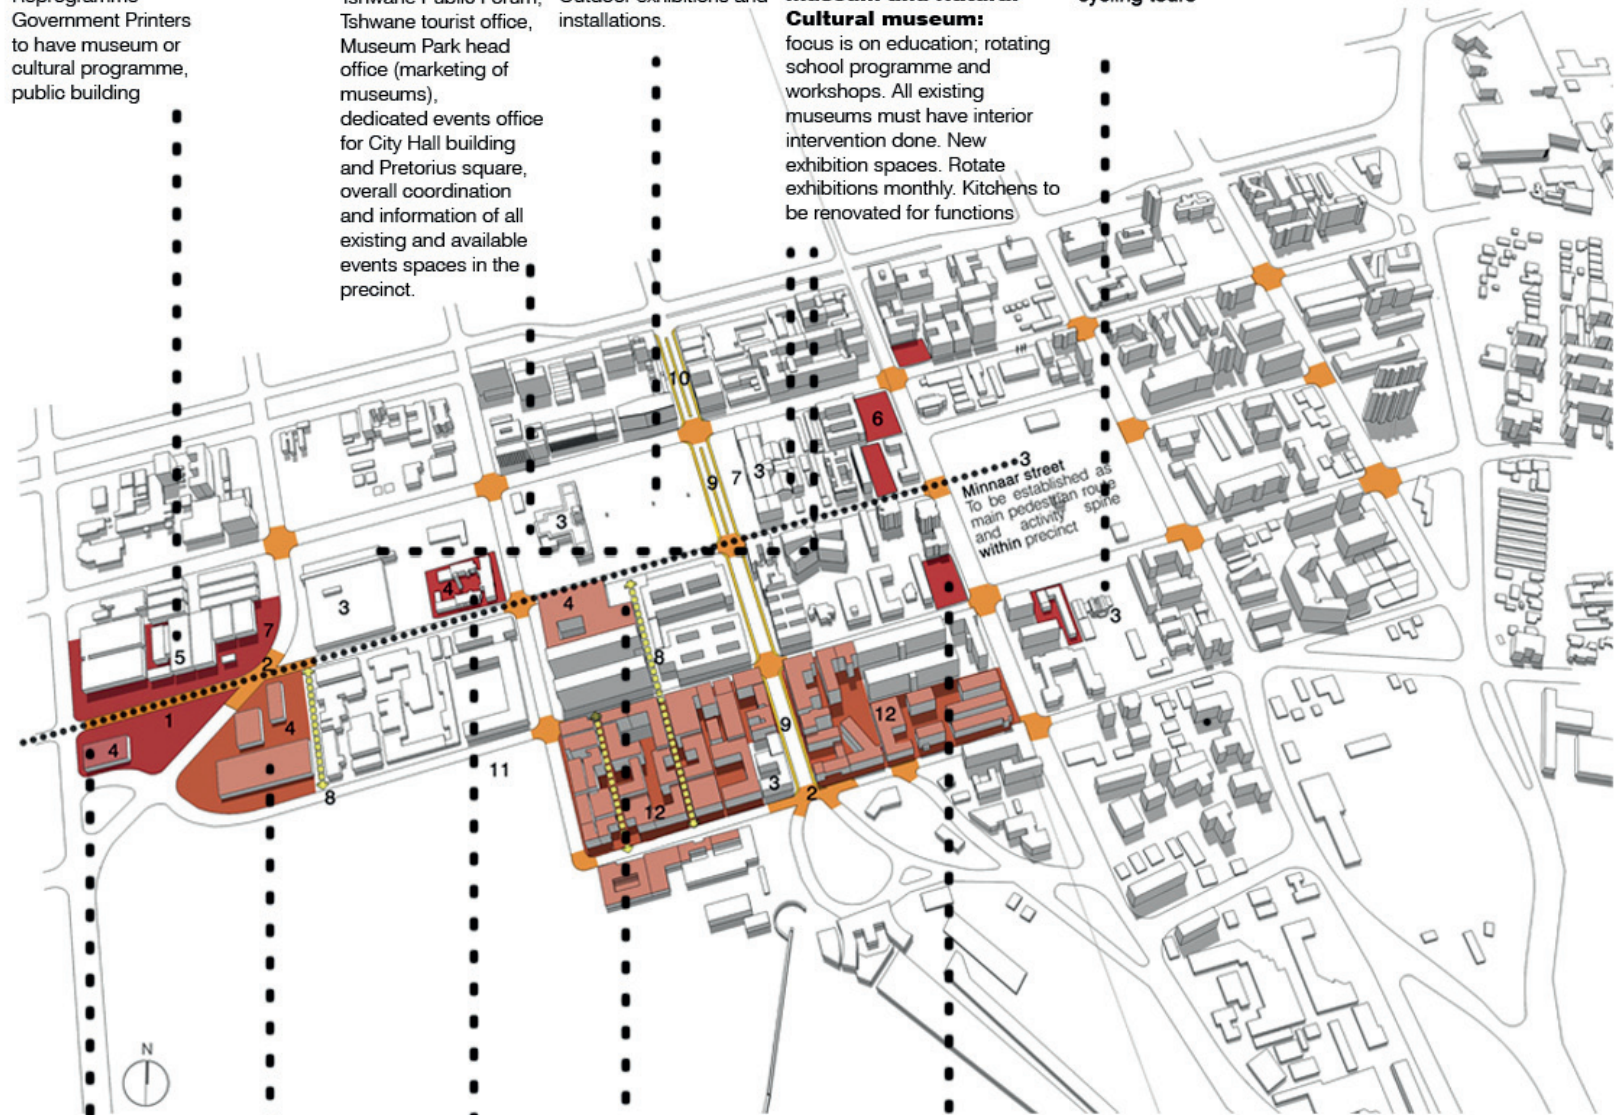 Government Printers
to have museum or
cultural programme,
public building
Tshwane tourist office,
Museum Park head
office (marketing of
museums),
dedicated events office
for City Hall building
and Pretorius square,
overall coordination
and information of all
existing and available
events spaces in the
precinct.
installations.
Cultural museum:
focus is on education; rotating
school programme and
workshops. All existing
museums must have interior
intervention done. New
exhibition spaces. Rotate
exhibitions monthly. Kitchens to
be renovated for functions
cycling tours
10
6
9
7
3
3
Minnaar street
To be established as
main pedestrian route
and activity spine
within precinct
3
4
3
4
3
7
5
2
8
1
4
4
9
12
11
8
3
2
12
N